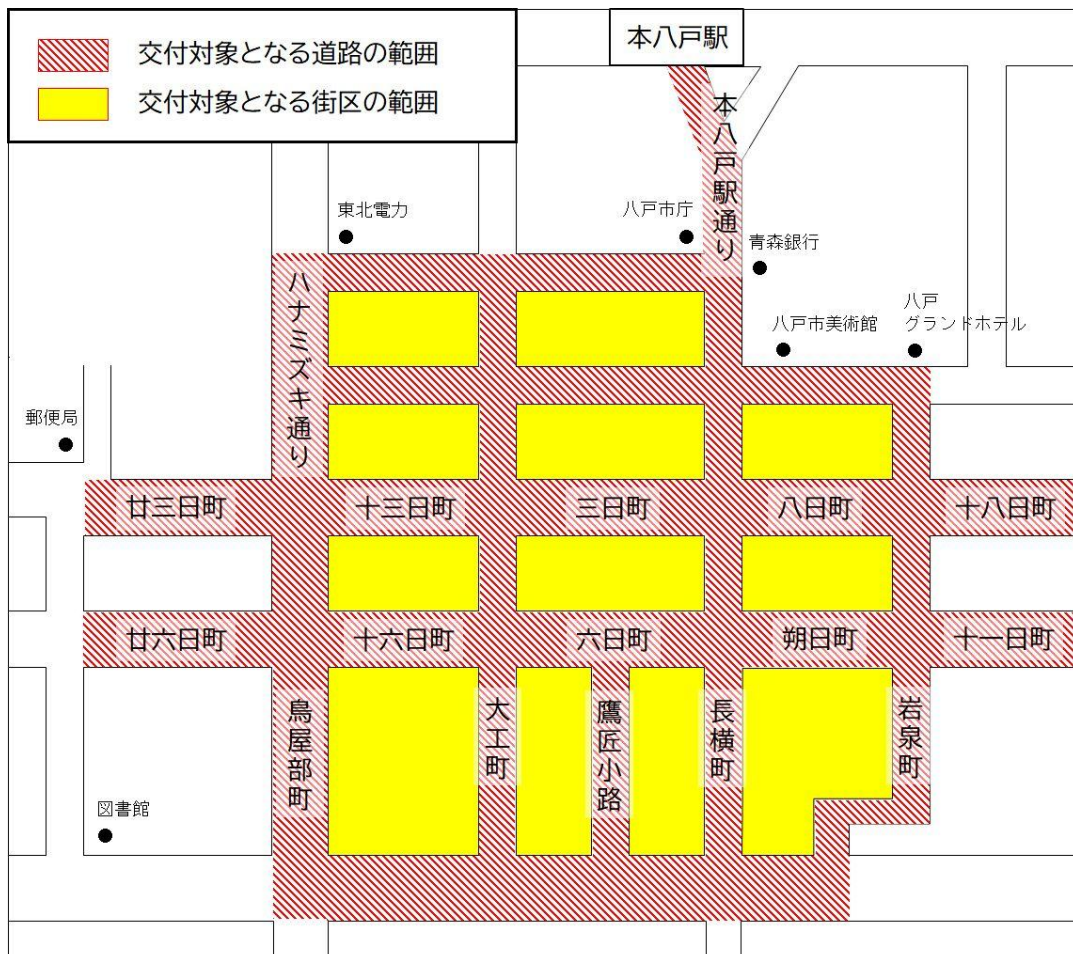 交付対象となる道路の範囲
交付対象となる街区の範囲
本八戸駅
本八戸駅通り
東北電力
八戸市庁
青森銀行
八戸市美術館
八戸
グランドホテル
ハナミズキ通り
郵便局
廿三日町
十三日町
三日町
八日町
十八日町
廿六日町
十六日町
六日町
朔日町
十一日町
鳥屋部町
大工町
鷹匠小路
長横町
岩泉町
図書館